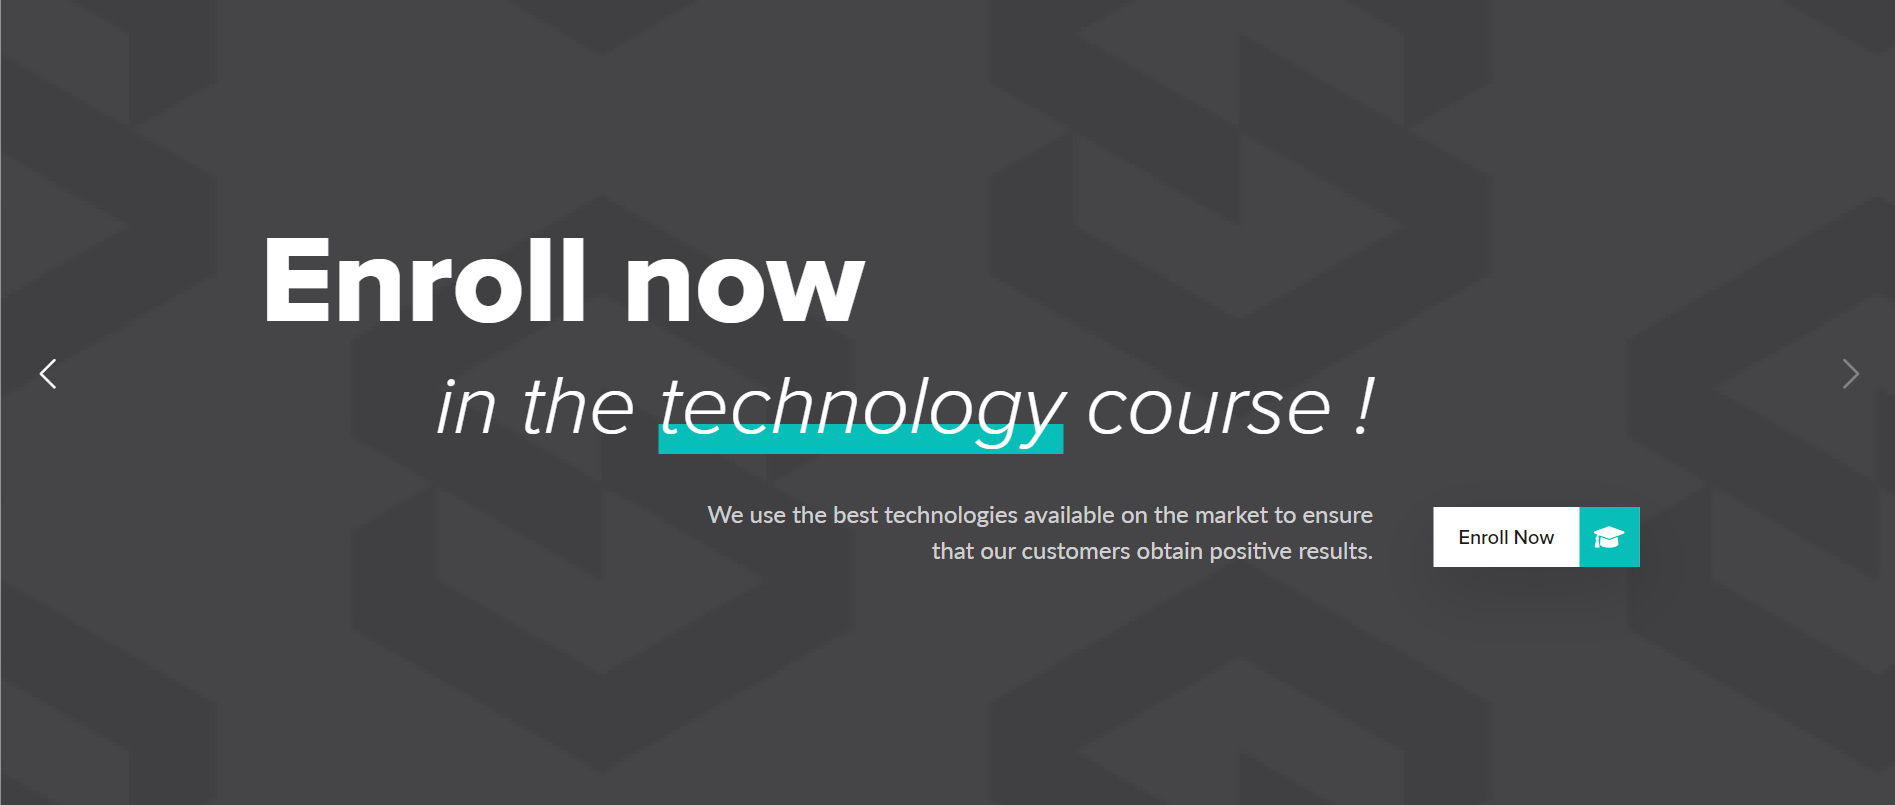 Enroll now
in the technology course !
We use the best technologies available on the market to ensure
that our customers obtain positive results.
Enroll Now